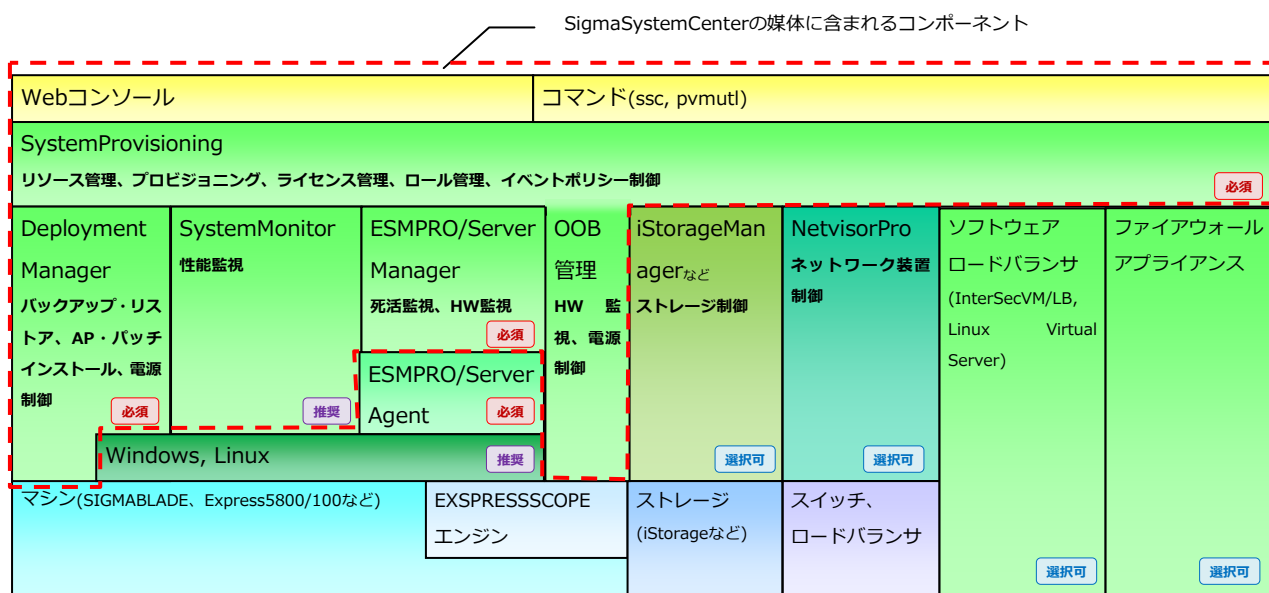 SigmaSystemCenterの媒体に含まれるコンポーネント
Webコンソール
コマンド(ssc, pvmutl)
SystemProvisioning
リソース管理、プロビジョニング、ライセンス管理、ロール管理、イベントポリシー制御
必須
Deployment
Manager
バックアップ・リス
トア、AP・パッチ
インストール、電源
制御
必須
SystemMonitor
性能監視
推奨
ESMPRO/Server
Manager
死活監視、HW監視
必須
ESMPRO/Server
Agent
必須
OOB
管理
HW 監
視、電源
制御
iStorageMan
agerなど
ストレージ制御
選択可
NetvisorPro
ネットワーク装置
制御
選択可
ソフトウェア
ロードバランサ
(InterSecVM/LB,
Linux Virtual
Server)
選択可
ファイアウォール
アプライアンス
選択可
Windows, Linux
推奨
マシン(SIGMABLADE、Express5800/100など)
EXSPRESSSCOPE
エンジン
ストレージ
(iStorageなど)
スイッチ、
ロードバランサ